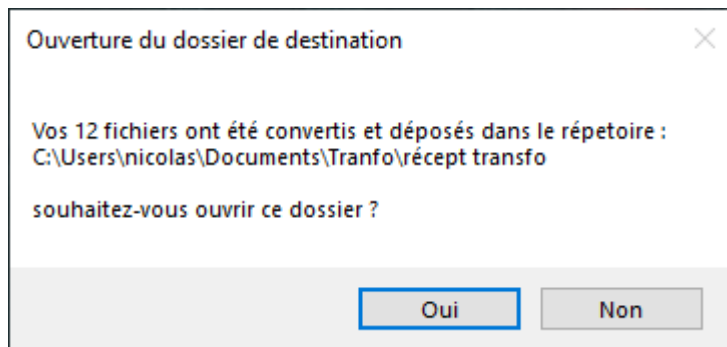 Ouverture du dossier de destination
Vos 12 fichiers ont été convertis et déposés dans le répetoire :
C:\Users\nicolas\Documents\Tranfo\récept transfo
souhaitez-vous ouvrir ce dossier ?
Oui
Non